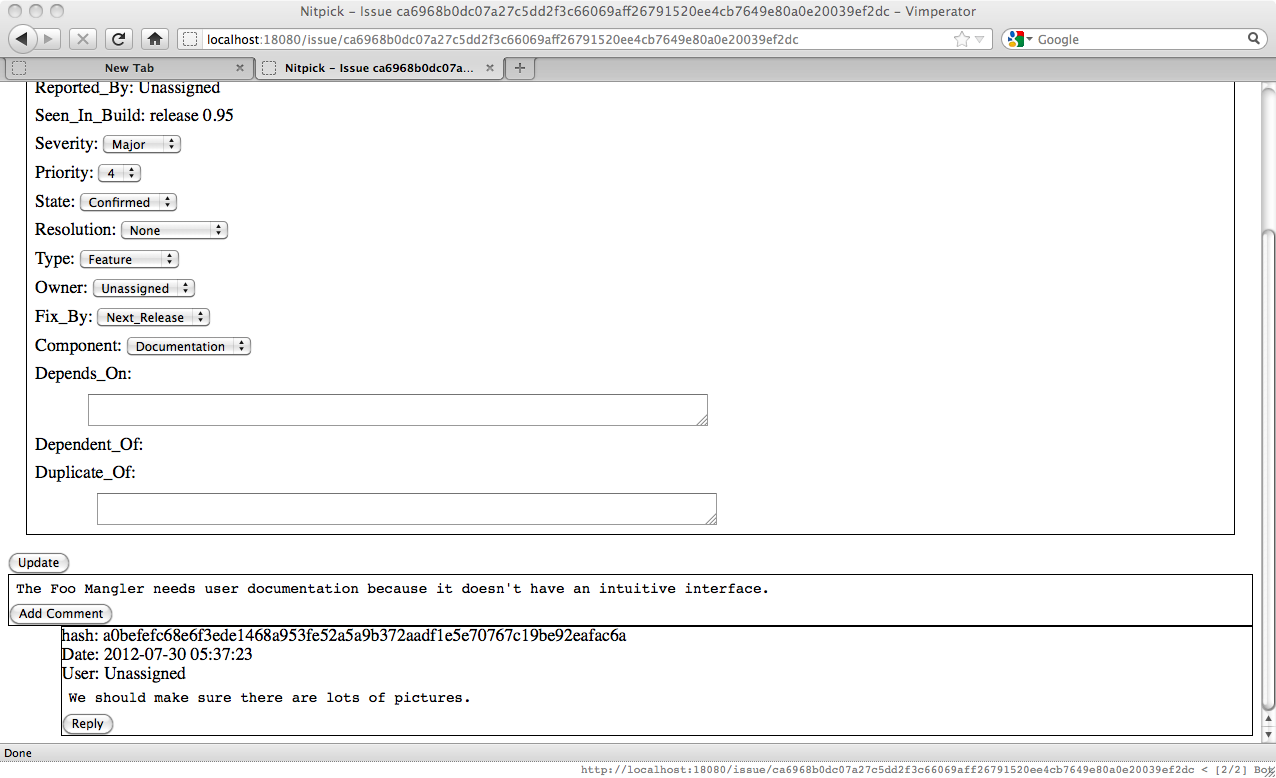 Nitpick – Issue ca6968b0dc07a27c5dd2f3c66069aff26791520ee4cb7649e80a0e20039ef2dc – Vimperator
localhost:18080/issue/ca6968b0dc07a27c5dd2f3c66069aff26791520ee4cb7649e80a0e20039ef2dc
Google
New Tab
Nitpick – Issue ca6968b0dc07a...
Reported_By: Unassigned
Seen_In_Build: release 0.95
Severity: Major
Priority: 4
State: Confirmed
Resolution: None
Type: Feature
Owner: Unassigned
Fix_By: Next_Release
Component: Documentation
Depends_On:
Dependent_Of:
Duplicate_Of:
Update
The Foo Mangler needs user documentation because it doesn't have an intuitive interface.
Add Comment
hash: a0befefc68e6f3ede1468a953fe52a5a9b372aadf1e5e70767c19be92eafac6a
Date: 2012-07-30 05:37:23
User: Unassigned
We should make sure there are lots of pictures.
Reply
Done
http://localhost:18080/issue/ca6968b0dc07a27c5dd2f3c66069aff26791520ee4cb7649e80a0e20039ef2dc < [2/2] Bot